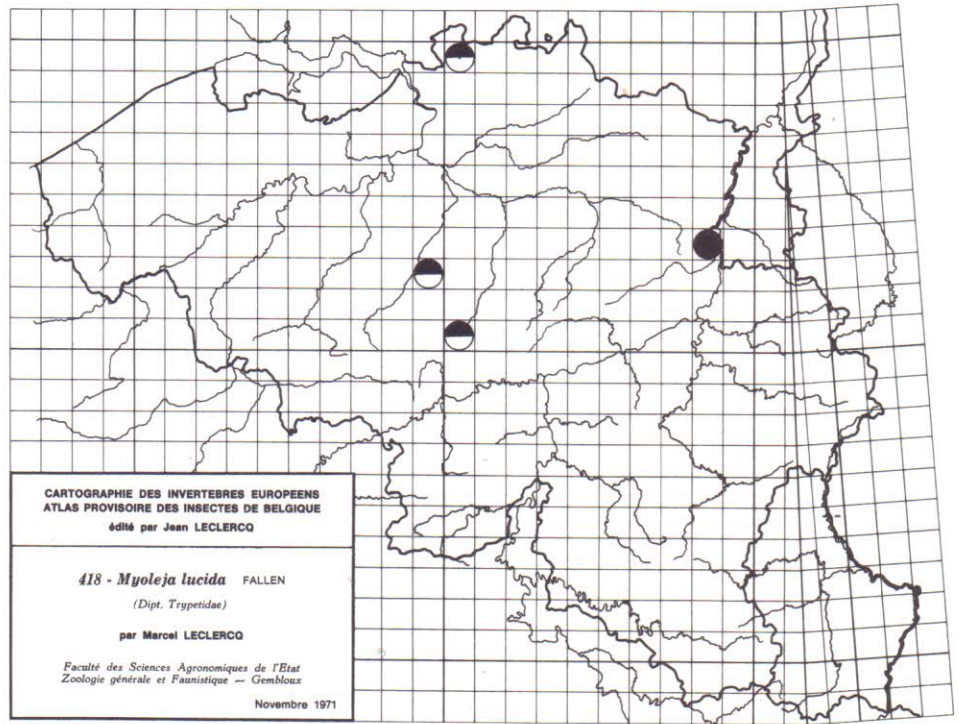 CARTOGRAPHIE DES INVERTEBRES EUROPEENS
ATLAS PROVISOIRE DES INSECTES DE BELGIQUE
édité par Jean LECLERCQ
418 - Myoleja lucida FALLEN
(Dipt. Trypetidae)
par Marcel LECLERCQ
Faculté des Sciences Agronomiques de l'Etat
Zoologie générale et Faunistique — Gembloux
Novembre 1971